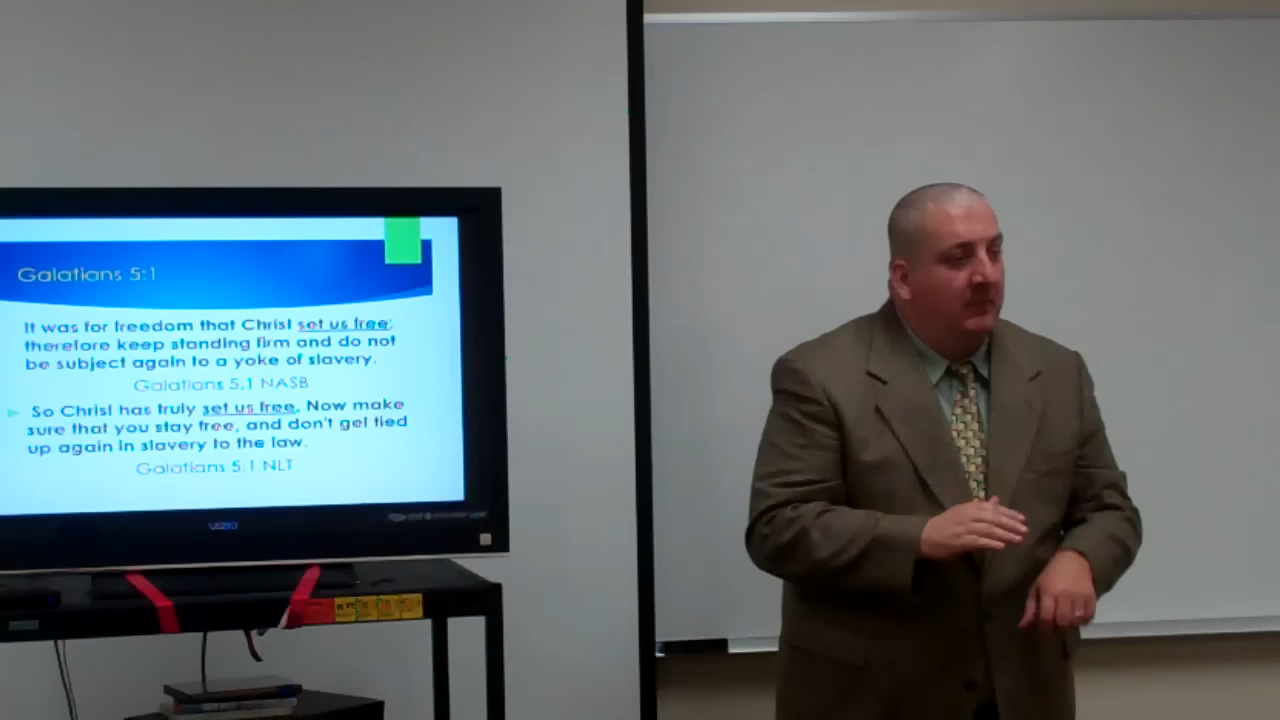 Galatians 5:1
It was for freedom that Christ set us free;
therefore keep standing firm and do not
be subject again to a yoke of slavery.
Galatians 5.1 NASB
So Christ has truly set us free. Now make
sure that you stay free, and don't get tied
up again in slavery to the law.
Galatians 5:1 NLT
VIZIO